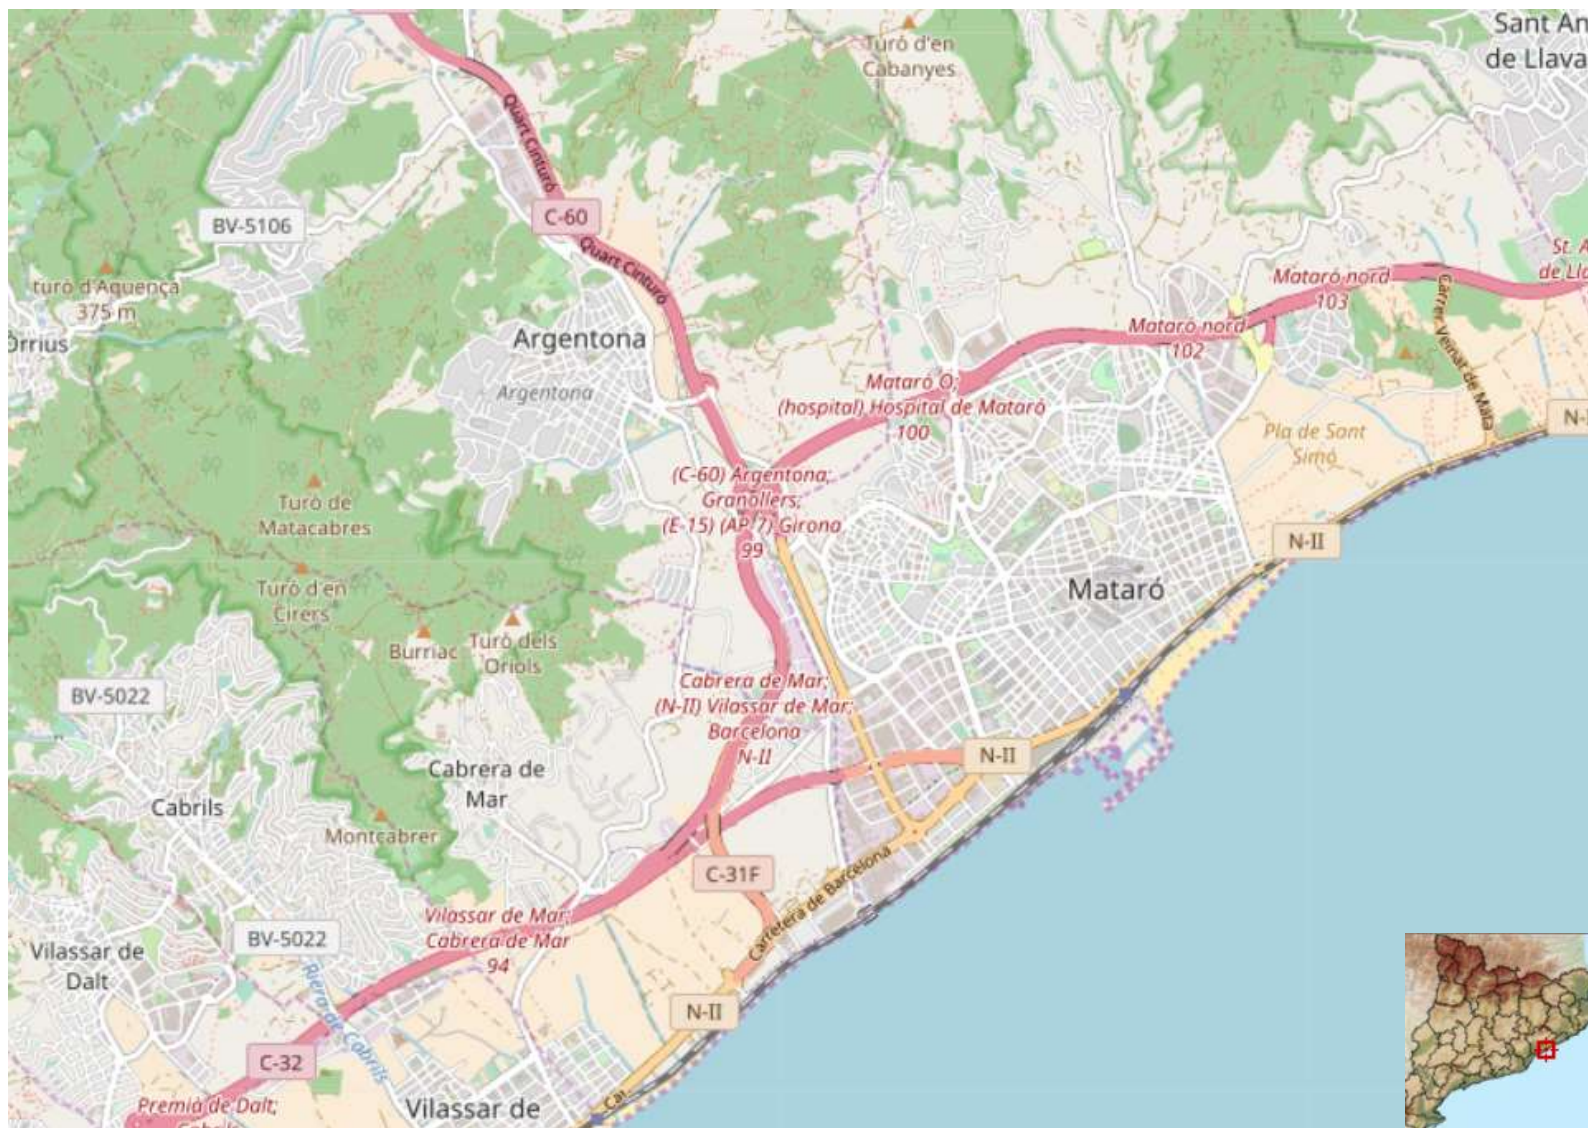 Sant An
de Llava
Turó d'en
Cabanyes
Quart Cinturó
C-60
BV-5106
Quart Cinturó
turó d'Aquença
375 m
Orrius
Argentona
Argentona
Mataró nord
103
St. A
de Lla
Mataró nord
102
Carrer Veïnat de Mata
Mataró O;
(hospital) Hospital de Mataró
100
N-
Pla de Sant
Simó
(C-60) Argentona;
Granollers;
(E-15) (AP-7) Girona
99
Turó de
Matacabres
N-II
Turó d'en
Cirers
Mataró
Burriac
Turó dels
Oriols
BV-5022
Cabrera de Mar;
(N-II) Vilassar de Mar;
Barcelona
N-II
N-II
Cabrera de
Mar
Cabrils
Montcabrer
C-31F
Carretera de Barcelona
Vilassar de Mar;
Cabrera de Mar
94
BV-5022
Vilassar de
Dalt
Riera de Cabrils
N-II
C-32
Premià de Dalt;
Cabrils
Vilassar de
Car